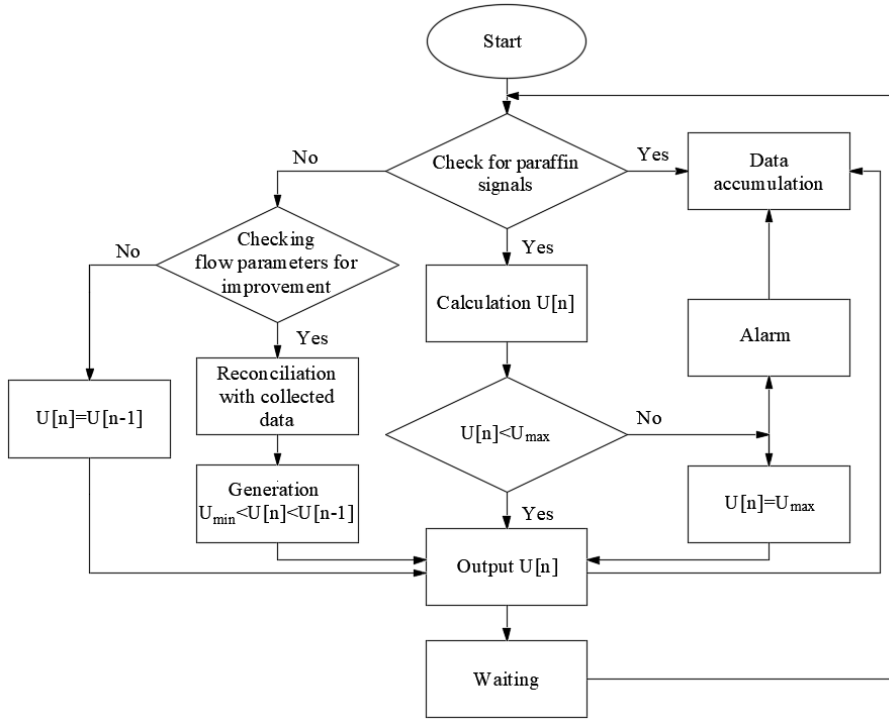 Start
Check for paraffin
signals
No
Yes
Data
accumulation
Checking
flow parameters for
improvement
No
Yes
Calculation U[n]
Alarm
Yes
Reconciliation
with collected
data
U[n]=U[n-1]
U[n]<Umax
No
Generation
Umin<U[n]<U[n-1]
U[n]=Umax
Yes
Output U[n]
Waiting